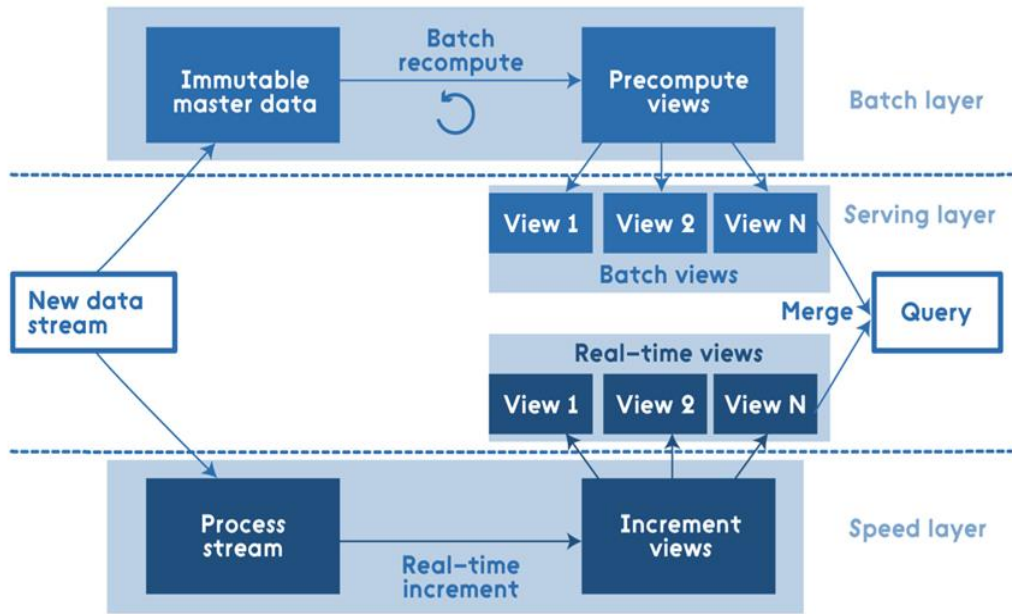 Batch
recompute
Immutable
master data
Precompute
views
Batch layer
View 1
View 2
View N
Serving layer
Batch views
New data
stream
Merge
Query
Real-time views
View 1
View 2
View N
Process
stream
Increment
views
Speed layer
Real-time
increment